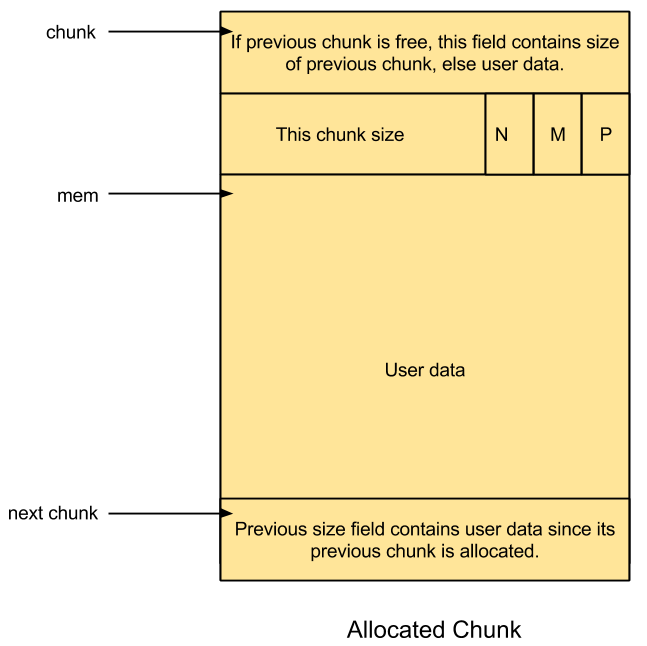 chunk
If previous chunk is free, this field contains size
of previous chunk, else user data.
This chunk size
N
M
P
mem
User data
next chunk
Previous size field contains user data since its
previous chunk is allocated.
Allocated Chunk